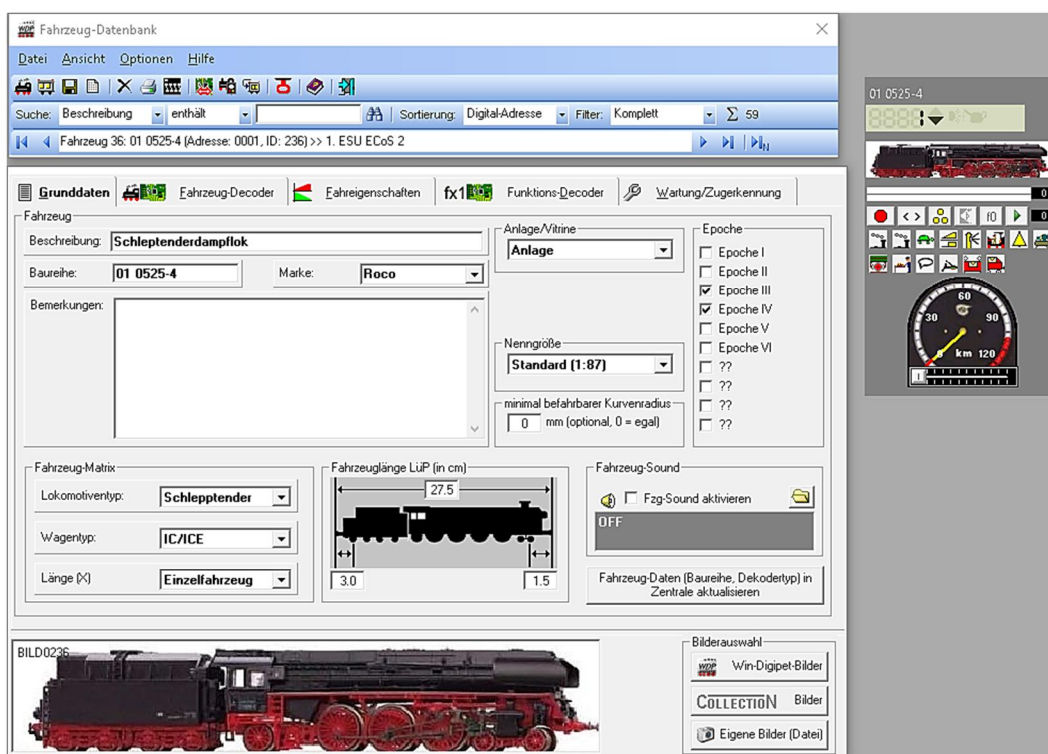 Fahrzeug-Datenbank
Datei Ansicht Optionen Hilfe
Suche: Beschreibung enthält Sortierung: Digital-Adresse Filter: Komplett Σ 59
Fahrzeug 36: 01 0525-4 (Adresse: 0001, ID: 236) >> 1. ESU ECoS 2
Grunddaten Fahrzeug-Decoder Fahreigenschaften fx1 Funktions-Decoder Wartung/Zugerkennung
Fahrzeug
Beschreibung: Schleptenderdampflok
Baureihe: 01 0525-4 Marke: Roco
Bemerkungen:
Anlage/Vitrine
Anlage
Nenngröße
Standard (1:87)
minimal befahrbarer Kurvenradius
0 mm (optional, 0 = egal)
Epoche
Epoche I
Epoche II
Epoche III
Epoche IV
Epoche V
Epoche VI
??
??
??
??
Fahrzeug-Matrix
Lokomotiventyp: Schlepptender
Wagentyp: IC/ICE
Länge (X) Einzelfahrzeug
Fahrzeuglänge LüP (in cm)
27.5
3.0 1.5
Fahrzeug-Sound
Fzg-Sound aktivieren
OFF
Fahrzeug-Daten (Baureihe, Dekodertyp) in
Zentrale aktualisieren
BILD0236
Bilderauswahl
WDP Win-Digipet-Bilder
COLLECTION Bilder
Eigene Bilder (Datei)
01 0525-4
1
0
f0 0
60
30 90
0 km 120